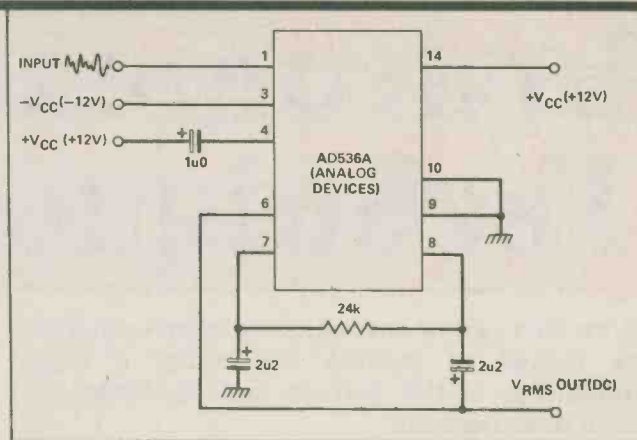 INPUT
1
14
-VCC(-12V)
3
+VCC(+12V)
+VCC (+12V)
+
4
1u0
AD536A
(ANALOG
DEVICES)
10
6
9
7
8
24k
+
2u2
2u2
+
VRMS OUT(DC)